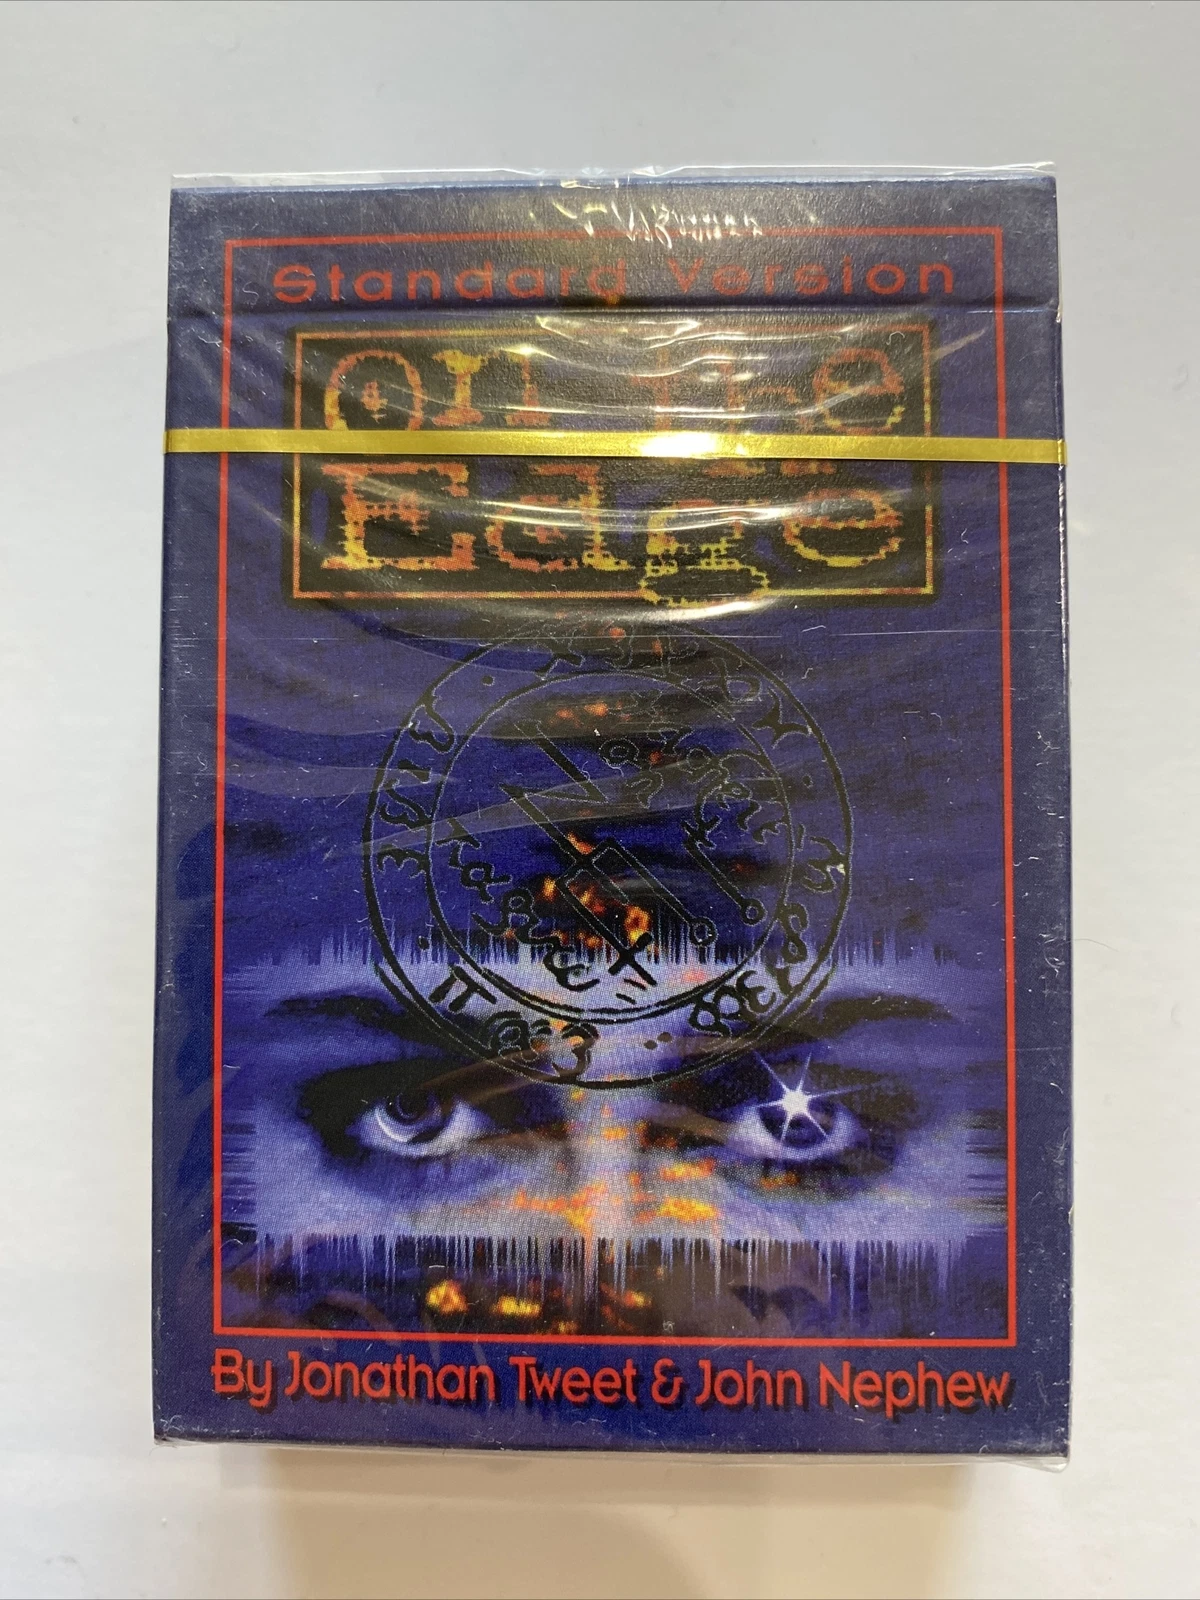 Standard Version
On The
Edge
By Jonathan Tweet & John Nephew